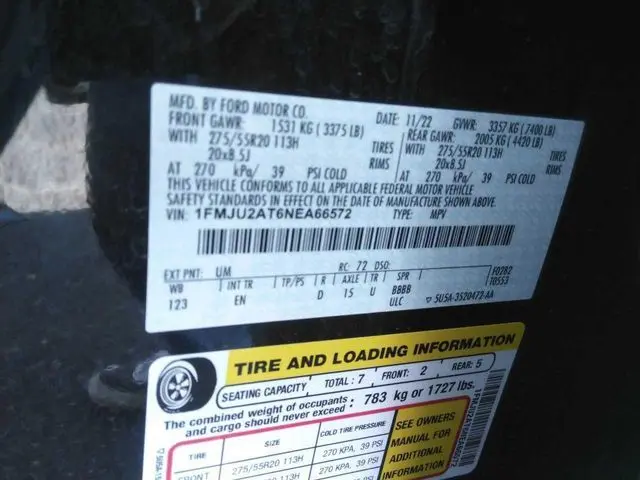 MFD. BY FORD MOTOR CO.
DATE: 11/22 GVWR: 3357 KG (7400 LB)
FRONT GAWR: 1531 KG (3375 LB) REAR GAWR: 2005 KG (4420 LB)
WITH 275/55R20 113H TIRES WITH 275/55R20 113H TIRES
20x8.5J RIMS 20x8.5J RIMS
AT 270 kPa/ 39 PSI COLD AT 270 kPa/ 39 PSI COLD
THIS VEHICLE CONFORMS TO ALL APPLICABLE FEDERAL MOTOR VEHICLE
SAFETY STANDARDS IN EFFECT ON THE DATE OF MANUFACTURE SHOWN ABOVE.
VIN: 1FMJU2AT6NEA66572 TYPE: MPV
EXT PNT: UM RC: 72 DSO: F0282
WB INT TR TP/PS R AXLE TR SPR T0553
123 EN D 15 U BBBB
ULC ▽ 5U5A-3520472-AA
TIRE AND LOADING INFORMATION
SEATING CAPACITY TOTAL: 7 FRONT: 2 REAR: 5
The combined weight of occupants
and cargo should never exceed : 783 kg or 1727 lbs.
TIRE SIZE COLD TIRE PRESSURE
FRONT 275/55R20 113H 270 KPA, 39 PSI
275/55R20 113H 270 KPA, 39 PSI
SEE OWNERS
MANUAL FOR
ADDITIONAL
INFORMATION
1FMJU2AT6NEA66572